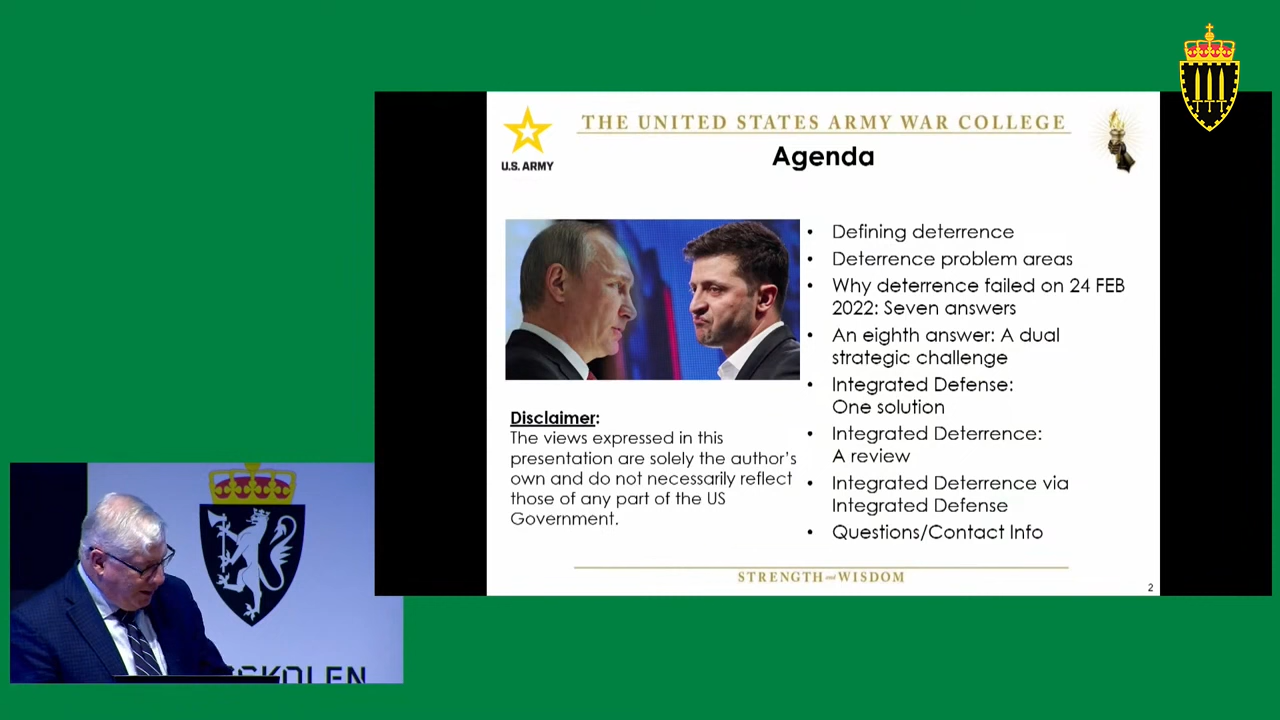 THE UNITED STATES ARMY WAR COLLEGE
U.S. ARMY
Agenda
• Defining deterrence
• Deterrence problem areas
• Why deterrence failed on 24 FEB
2022: Seven answers
• An eighth answer: A dual
strategic challenge
• Integrated Defense:
One solution
• Integrated Deterrence:
A review
• Integrated Deterrence via
Integrated Defense
• Questions/Contact Info
Disclaimer:
The views expressed in this
presentation are solely the author's
own and do not necessarily reflect
those of any part of the US
Government.
STRENGTH and WISDOM
2
SKOLEN